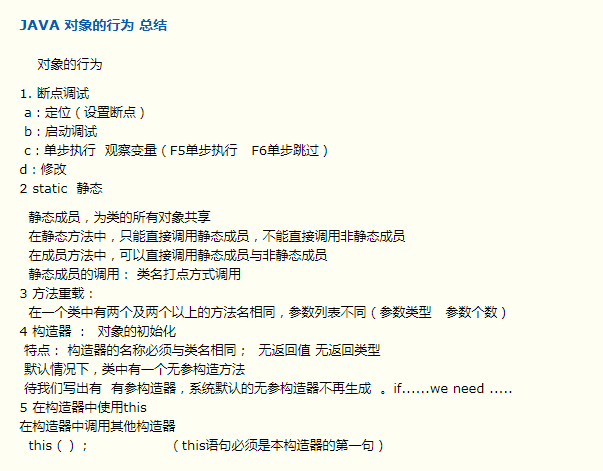 JAVA 对象的行为 总结
对象的行为
1. 断点调试
a：定位（设置断点）
b：启动调试
c：单步执行 观察变量（F5单步执行 F6单步跳过）
d：修改
2 static 静态
静态成员，为类的所有对象共享
在静态方法中，只能直接调用静态成员，不能直接调用非静态成员
在成员方法中，可以直接调用静态成员与非静态成员
静态成员的调用： 类名打点方式调用
3 方法重载：
在一个类中有两个及两个以上的方法名相同，参数列表不同（参数类型 参数个数）
4 构造器 ： 对象的初始化
特点： 构造器的名称必须与类名相同； 无返回值 无返回类型
默认情况下，类中有一个无参构造方法
待我们写出有 有参构造器，系统默认的无参构造器不再生成 。if......we need .....
5 在构造器中使用this
在构造器中调用其他构造器
this（ ）； （this语句必须是本构造器的第一句）